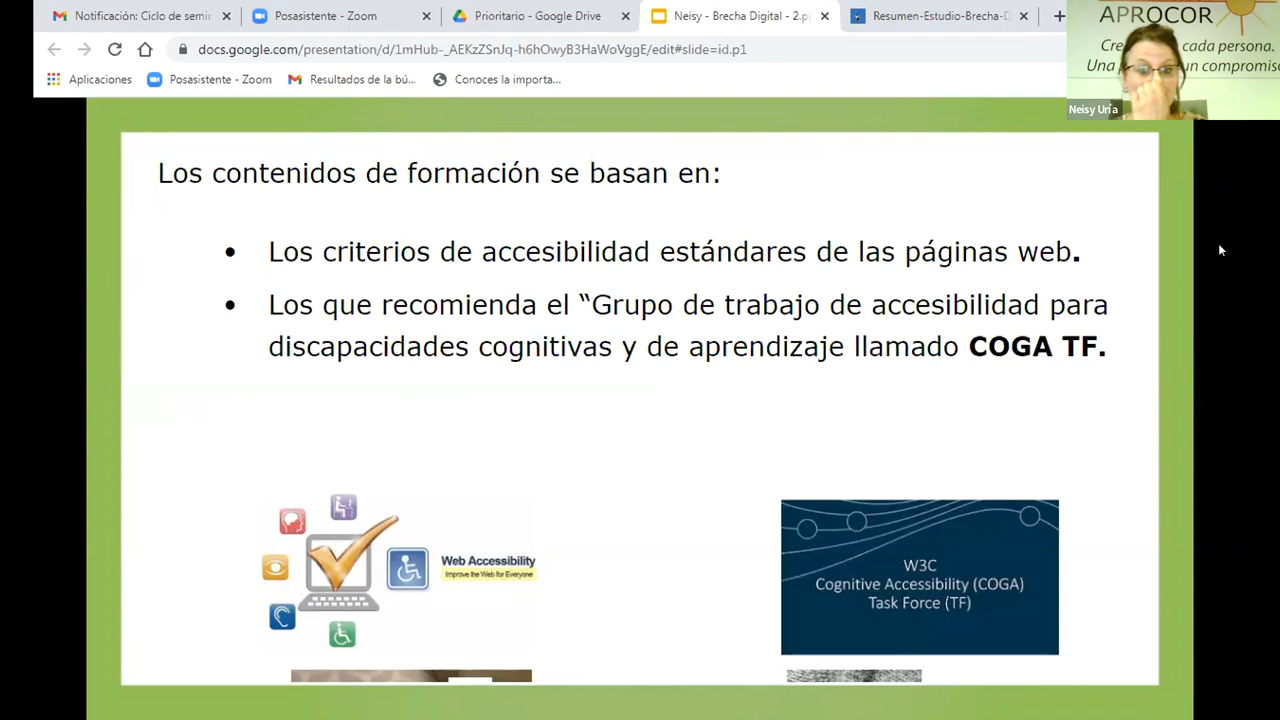 Notificación: Ciclo de semin
Posasistente - Zoom
Prioritario - Google Drive
Neisy - Brecha Digital - 2.p
Resumen-Estudio-Brecha-D
docs.google.com/presentation/d/1mHub-_AEKzZSnJq-h6hOwyB3HaWoVggE/edit#slide=id.p1
Aplicaciones
Posasistente - Zoom
Resultados de la bú...
Conoces la importa...
APROCOR
cada persona.
Una
un compromiso
Neisy Uría
Los contenidos de formación se basan en:
• Los criterios de accesibilidad estándares de las páginas web.
• Los que recomienda el “Grupo de trabajo de accesibilidad para
discapacidades cognitivas y de aprendizaje llamado COGA TF.
Web Accessibility
Improve the Web for Everyone
W3C
Cognitive Accessibility (COGA)
Task Force (TF)